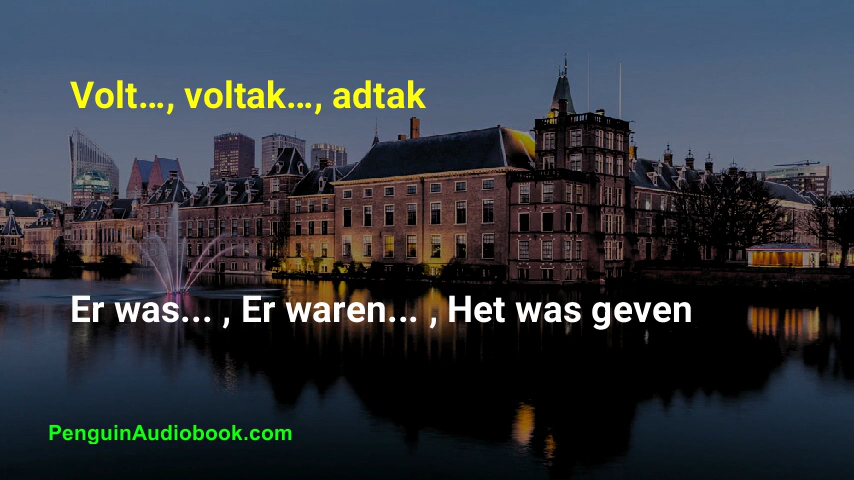 Volt…, voltak…, adtak
Er was... , Er waren... , Het was geven
PenguinAudiobook.com